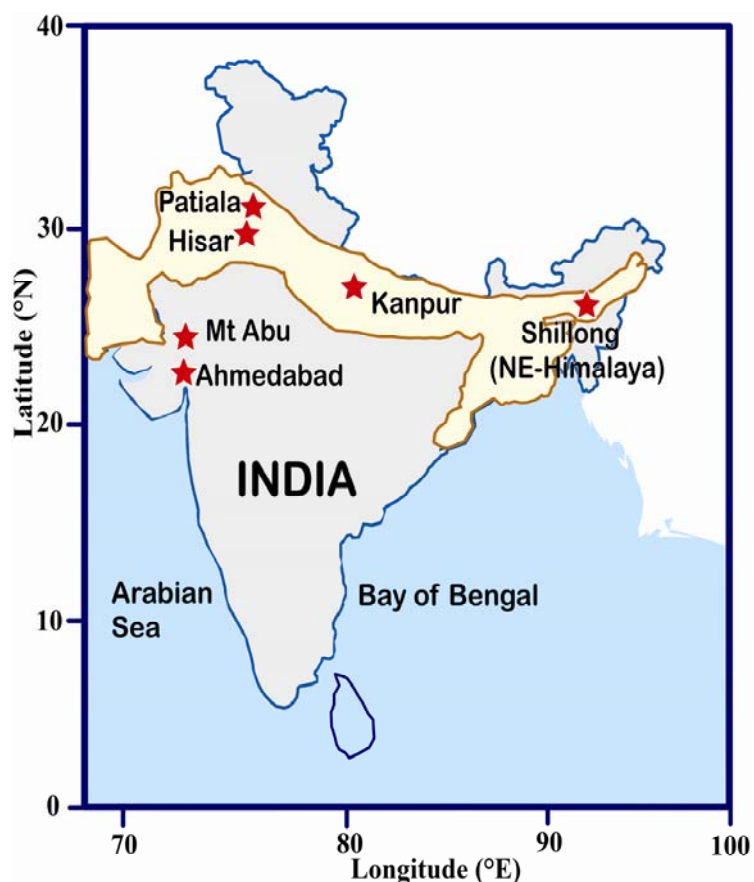 40
Patiala
30
Hisar
Kanpur
Mt Abu
Shillong
(NE-Himalaya)
Ahmedabad
Latitude (°N)
20
INDIA
Arabian
Sea
Bay of Bengal
10
0
70
80
90
100
Longitude (°E)